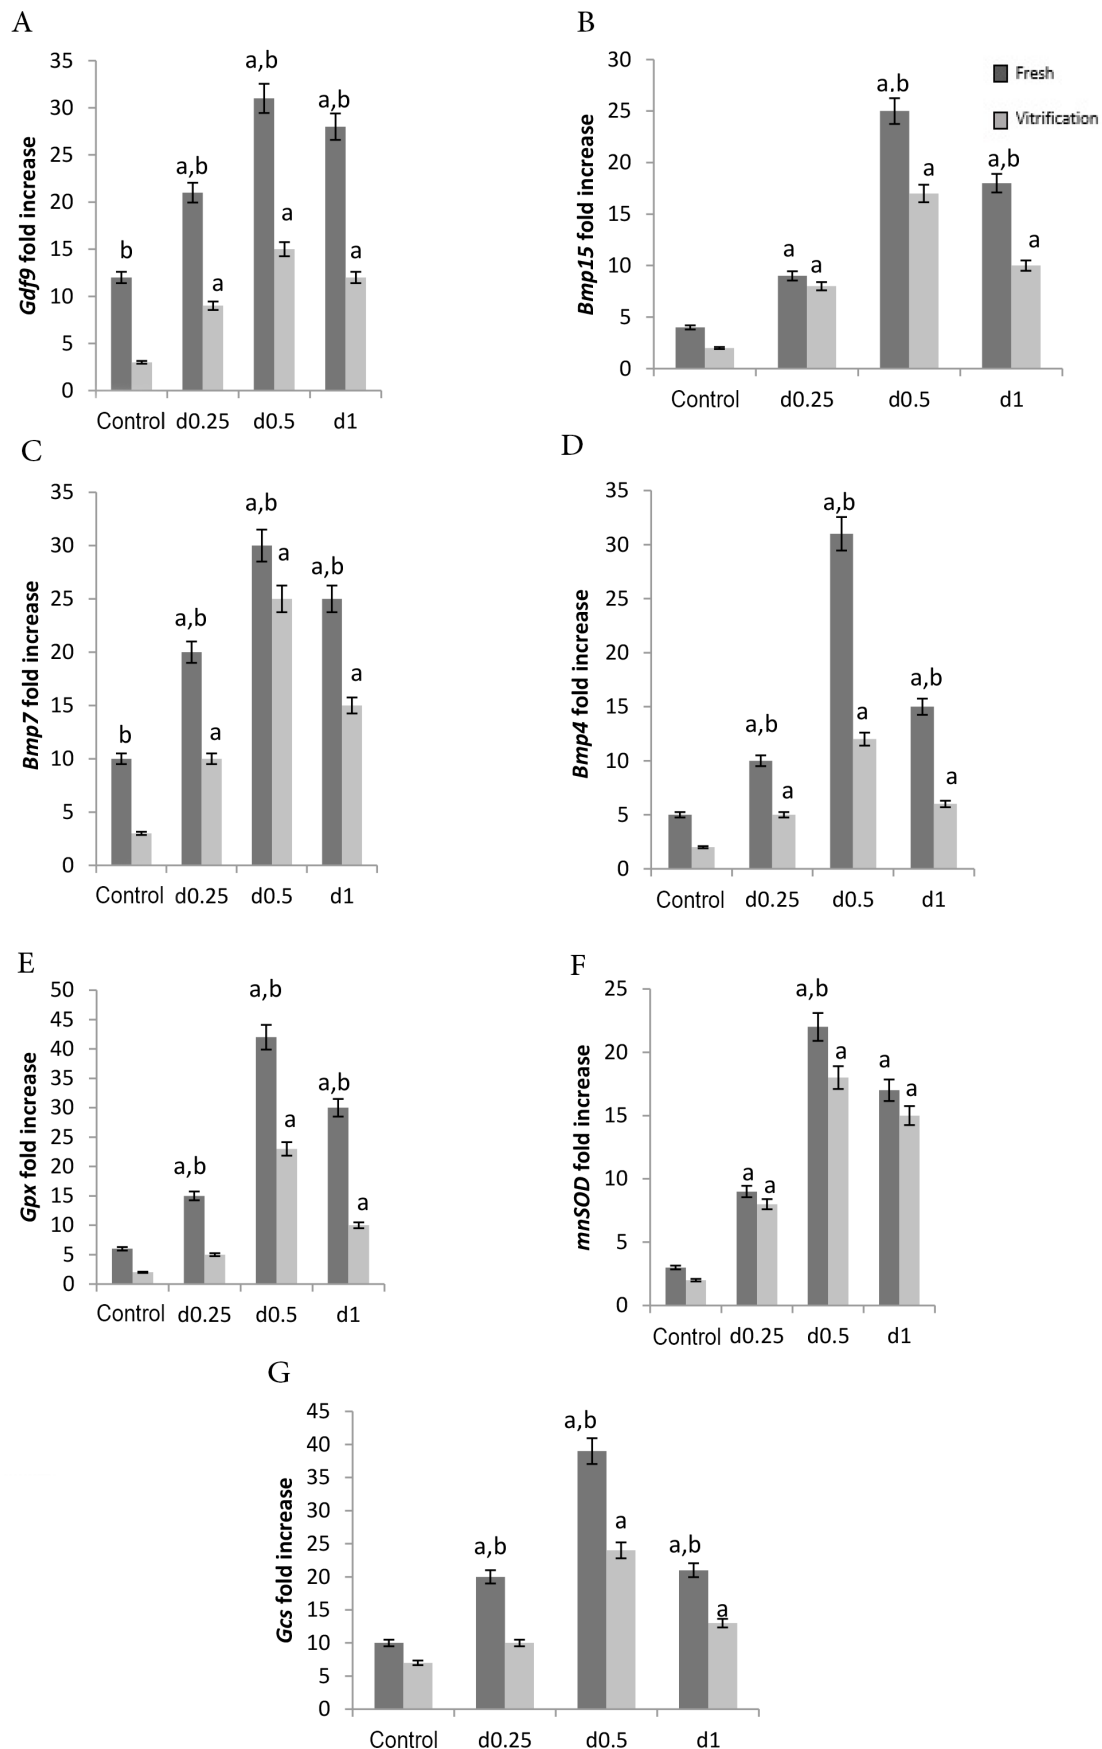 A
Gdf9 fold increase
35
30
25
20
15
10
5
0
b
a,b
a
a,b
a
a,b
a
Control d0.25 d0.5 d1
B
Bmp15 fold increase
30
25
20
15
10
5
0
a
a
a.b
a
a,b
a
Control d0.25 d0.5 d1
Fresh
Vitrification
C
Bmp7 fold increase
35
30
25
20
15
10
5
0
b
a,b
a
a,b
a
a,b
a
Control d0.25 d0.5 d1
D
Bmp4 fold increase
35
30
25
20
15
10
5
0
a,b
a
a,b
a
a,b
a
Control d0.25 d0.5 d1
E
Gpx fold increase
50
45
40
35
30
25
20
15
10
5
0
a,b
a,b
a
a,b
a
Control d0.25 d0.5 d1
F
mnSOD fold increase
25
20
15
10
5
0
a
a
a,b
a
a
a
Control d0.25 d0.5 d1
G
Gcs fold increase
45
40
35
30
25
20
15
10
5
0
a,b
a,b
a
a,b
a
Control d0.25 d0.5 d1